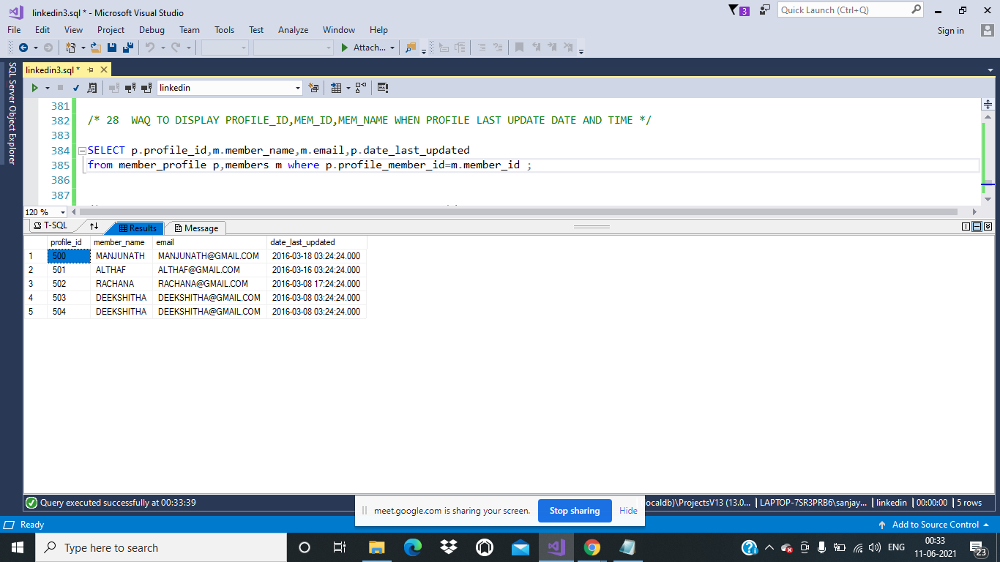 linkedin3.sql * - Microsoft Visual Studio
3
Quick Launch (Ctrl+Q)
File Edit View Project Debug Team Tools Test Analyze Window Help
Sign in
Attach...
SQL Server Object Explorer
linkedin3.sql *
linkedin
381
382 /* 28 WAQ TO DISPLAY PROFILE_ID,MEM_ID,MEM_NAME WHEN PROFILE LAST UPDATE DATE AND TIME */
383
384 SELECT p.profile_id,m.member_name,m.email,p.date_last_updated
385 from member_profile p,members m where p.profile_member_id=m.member_id ;
386
387
120 %
T-SQL Results Message
profile_id member_name email date_last_updated
1 500 MANJUNATH MANJUNATH@GMAIL.COM 2016-03-18 03:24:24.000
2 501 ALTHAF ALTHAF@GMAIL.COM 2016-03-16 03:24:24.000
3 502 RACHANA RACHANA@GMAIL.COM 2016-03-08 17:24:24.000
4 503 DEEKSHITHA DEEKSHITHA@GMAIL.COM 2016-03-08 03:24:24.000
5 504 DEEKSHITHA DEEKSHITHA@GMAIL.COM 2016-03-08 03:24:24.000
Query executed successfully at 00:33:39
meet.google.com is sharing your screen. Stop sharing Hide
ocaldb)\ProjectsV13 (13.0... LAPTOP-7SR3PRB6\sanjay... linkedin 00:00:00 5 rows
Ready
Add to Source Control
Type here to search
ENG
00:33
11-06-2021
23